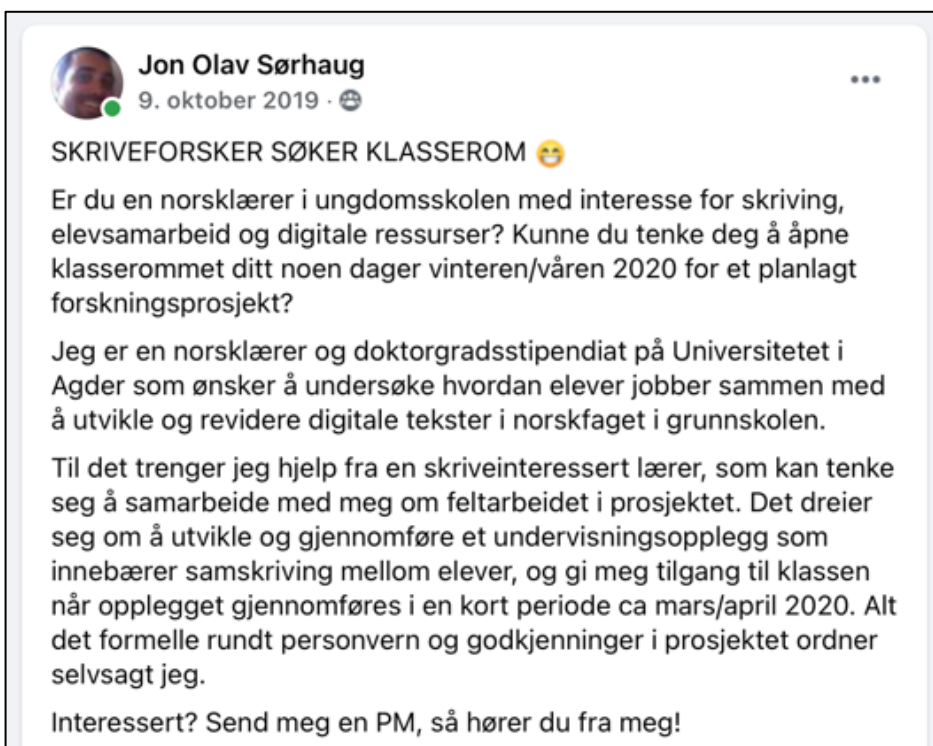 Jon Olav Sørhaug
9. oktober 2019 ·
SKRIVEFORSKER SØKER KLASSEROM 😁
Er du en norsklærer i ungdomsskolen med interesse for skriving,
elevsamarbeid og digitale ressurser? Kunne du tenke deg å åpne
klasserommet ditt noen dager vinteren/våren 2020 for et planlagt
forskningsprosjekt?
Jeg er en norsklærer og doktorgradsstipendiat på Universitetet i
Agder som ønsker å undersøke hvordan elever jobber sammen med
å utvikle og revidere digitale tekster i norskfaget i grunnskolen.
Til det trenger jeg hjelp fra en skriveinteressert lærer, som kan tenke
seg å samarbeide med meg om feltarbeidet i prosjektet. Det dreier
seg om å utvikle og gjennomføre et undervisningsopplegg som
innebærer samskriving mellom elever, og gi meg tilgang til klassen
når opplegget gjennomføres i en kort periode ca mars/april 2020. Alt
det formelle rundt personvern og godkjenninger i prosjektet ordner
selvsagt jeg.
Interessert? Send meg en PM, så hører du fra meg!